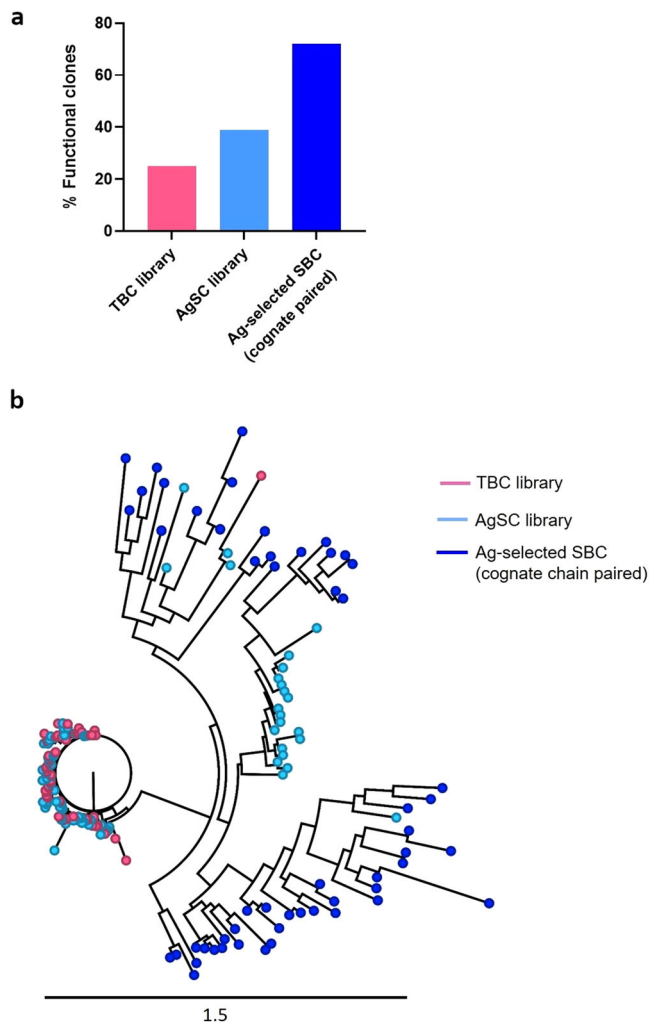 a
80
60
40
20
0
% Functional clones
TBC library
AgSC library
Ag-selected SBC
(cognate paired)
b
TBC library
AgSC library
Ag-selected SBC
(cognate chain paired)
1.5